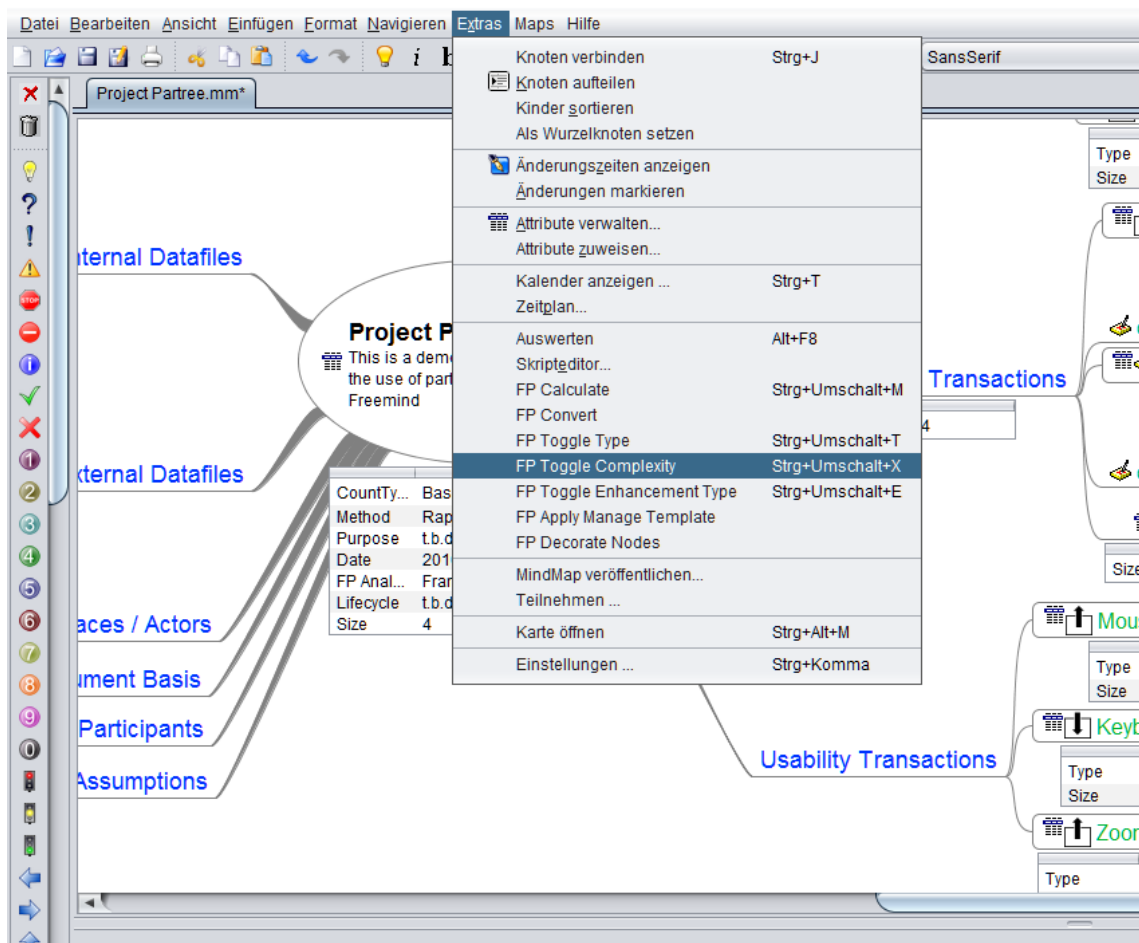 Datei Bearbeiten Ansicht Einfügen Format Navigieren Extras Maps Hilfe
SansSerif
Project Partree.mm*
Knoten verbinden Strg+J
Knoten aufteilen
Kinder sortieren
Als Wurzelknoten setzen
Änderungszeiten anzeigen
Änderungen markieren
Attribute verwalten...
Attribute zuweisen...
Kalender anzeigen ... Strg+T
Zeitplan...
Auswerten Alt+F8
Skripteditor...
FP Calculate Strg+Umschalt+M
FP Convert
FP Toggle Type Strg+Umschalt+T
FP Toggle Complexity Strg+Umschalt+X
FP Toggle Enhancement Type Strg+Umschalt+E
FP Apply Manage Template
FP Decorate Nodes
MindMap veröffentlichen...
Teilnehmen ...
Karte öffnen Strg+Alt+M
Einstellungen ... Strg+Komma
nternal Datafiles
xternal Datafiles
aces / Actors
ument Basis
Participants
Assumptions
Project P
This is a dem
the use of part
Freemind
CountTy... Bas
Method Rap
Purpose t.b.d
Date 201
FP Anal... Fran
Lifecycle t.b.d
Size 4
Transactions
4
Type
Size
Size
Usability Transactions
Mou
Type
Size
Keyb
Type
Size
Zoor
Type
STOP